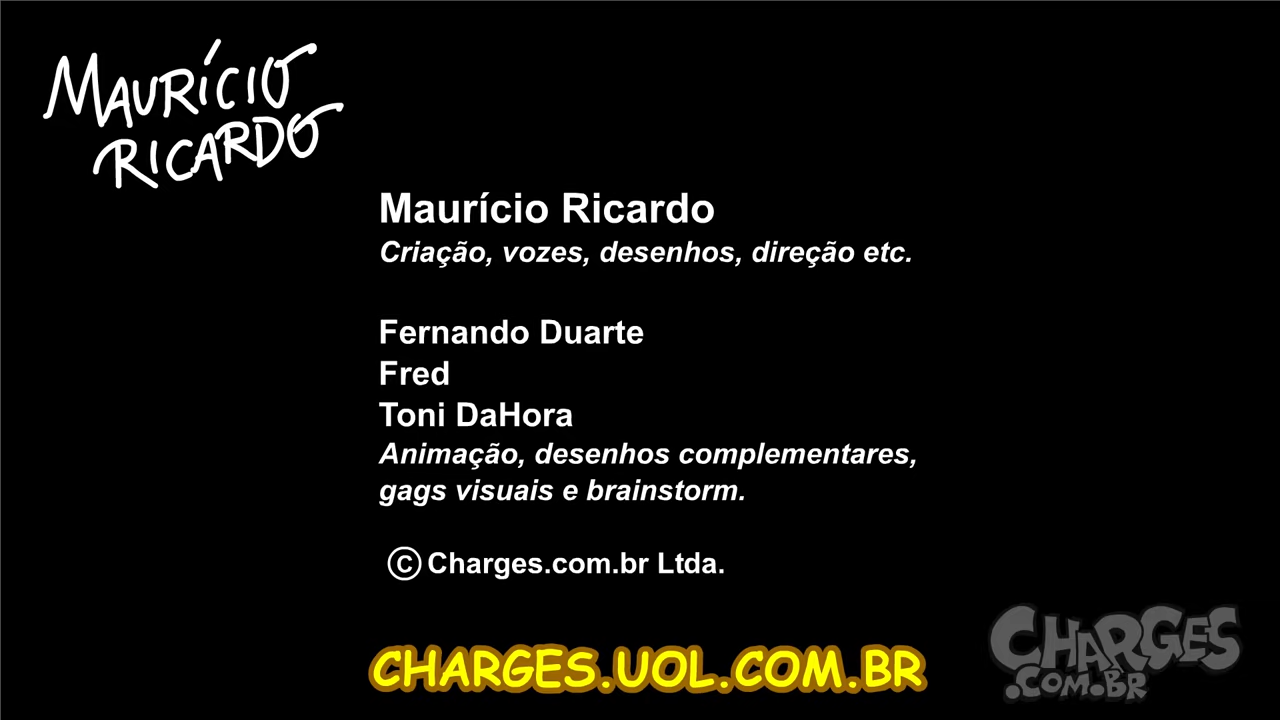 MAURÍCIO
RICARDO
Maurício Ricardo
Criação, vozes, desenhos, direção etc.
Fernando Duarte
Fred
Toni DaHora
Animação, desenhos complementares,
gags visuais e brainstorm.
© Charges.com.br Ltda.
CHARGES.UOL.COM.BR
CHARGES
.COM.BR